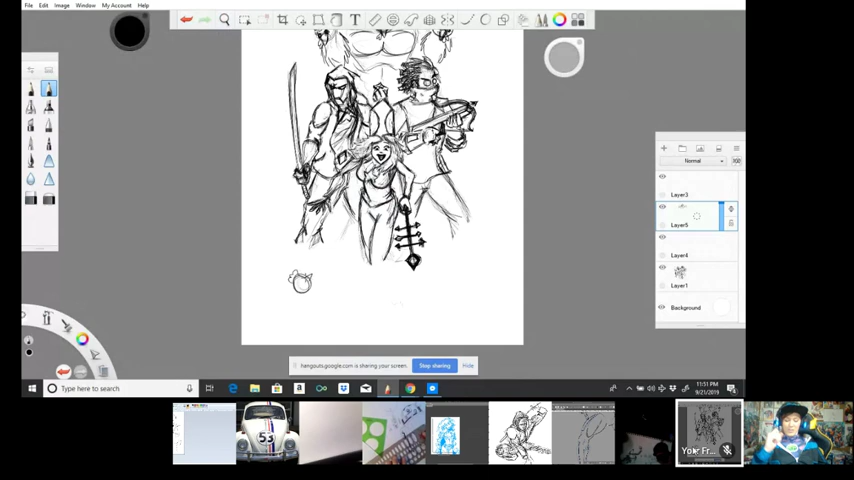 File Edit Image Window My Account Help
T
Normal
Layer3
Layer5
Layer4
Layer1
Background
hangouts.google.com is sharing your screen.
Stop sharing
Hide
Type here to search
11:51 PM
9/21/2019
53